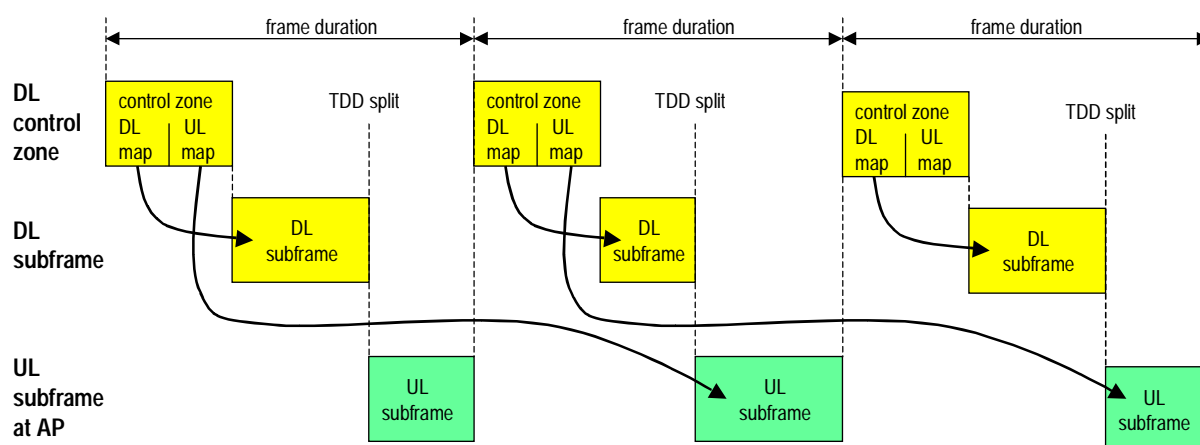 frame duration
frame duration
frame duration
DL
control
zone
control zone
DL UL
map map
TDD split
control zone
DL UL
map map
TDD split
control zone
DL UL
map map
TDD split
DL
subframe
DL
subframe
DL
subframe
DL
subframe
UL
subframe
at AP
UL
subframe
UL
subframe
UL
subframe